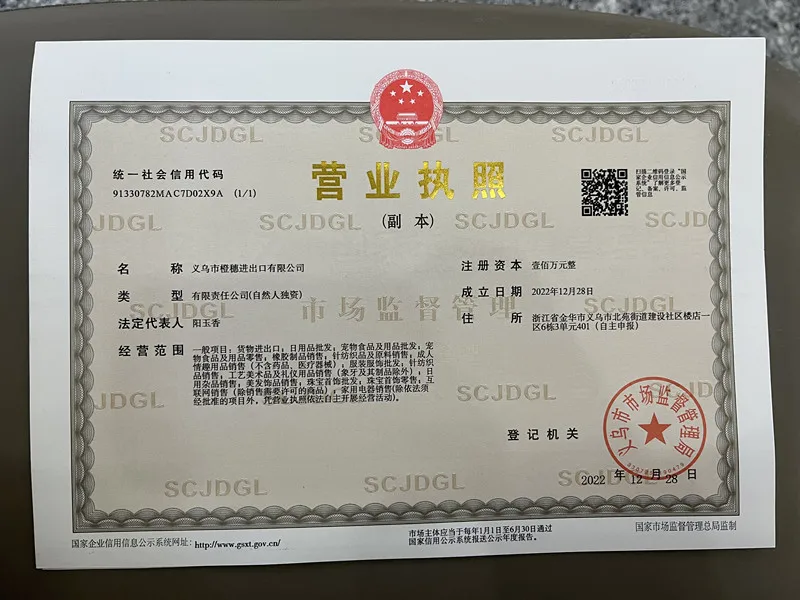 统一社会信用代码
91330782MAC7D02X9A (1/1)
营业执照
(副 本)
扫描二维码登录“国
家企业信用信息公示
系统”了解更多登
记、备案、许可、监
管信息
名 称 义乌市橙穗进出口有限公司
类 型 有限责任公司(自然人独资)
法定代表人 阳玉香
经营范围 一般项目：货物进出口；日用品批发；宠物食品及用品批发；宠
物食品及用品零售；橡胶制品销售；针纺织品及原料销售；成人
情趣用品销售（不含药品、医疗器械）；服装服饰批发；针纺织
品销售；工艺美术品及礼仪用品销售（象牙及其制品除外）；日
用杂品销售；美发饰品销售；珠宝首饰批发；珠宝首饰零售；互
联网销售（除销售需要许可的商品）；家用电器销售(除依法须
经批准的项目外，凭营业执照依法自主开展经营活动)。
注册资本 壹佰万元整
成立日期 2022年12月28日
住 所 浙江省金华市义乌市北苑街道建设社区楼店一
区6栋3单元401（自主申报）
SCJDGL
SCJDGL
SCJDGL
SCJDGL
SCJDGL
市场监督管理
SCJDGL
SCJDGL
SCJDGL
SCJDGL
SCJDGL
登记机关
义乌市市场监督管理局
2022 年 12 月 28 日
国家企业信用信息公示系统网址：http://www.gsxt.gov.cn/
市场主体应当于每年1月1日至6月30日通过
国家信用公示系统报送公示年度报告。
国家市场监督管理总局监制